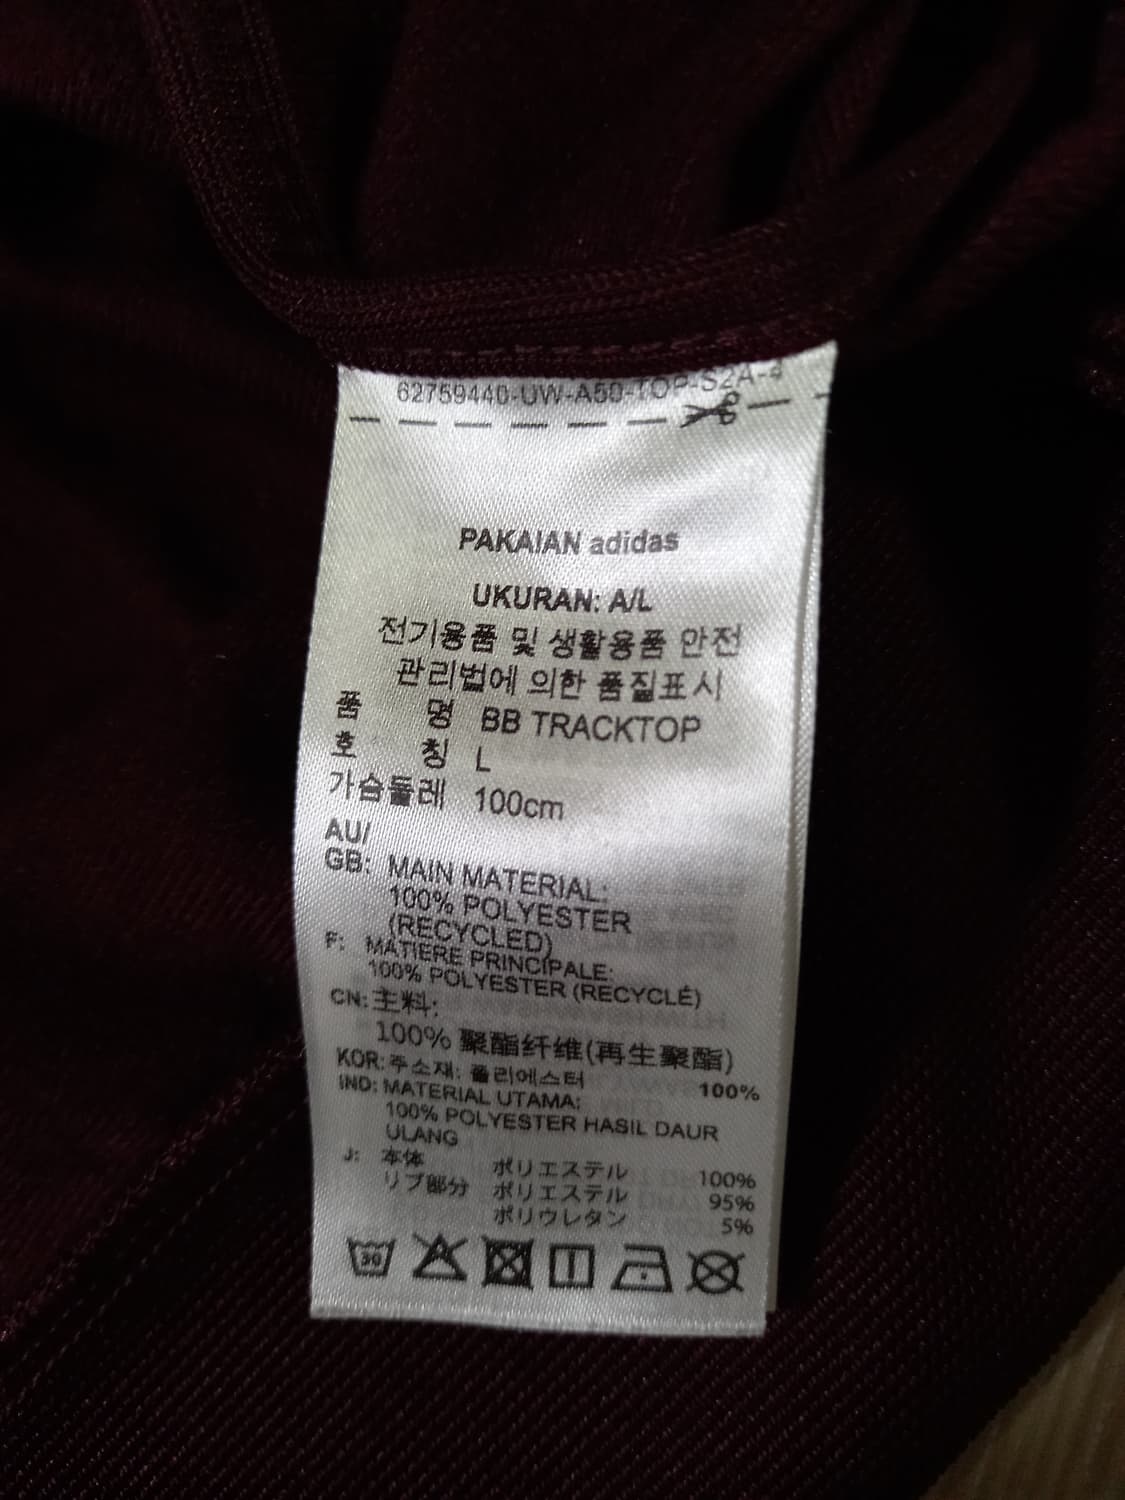 62759440-UW-A50-TOP-S2A-4
PAKAIAN adidas
UKURAN: A/L
전기용품 및 생활용품 안전
관리법에 의한 품질표시
품 명 BB TRACKTOP
호 칭 L
가슴둘레 100cm
AU/
GB: MAIN MATERIAL:
100% POLYESTER
(RECYCLED)
F: MATIERE PRINCIPALE:
100% POLYESTER (RECYCLÉ)
CN: 主料:
100% 聚酯纤维(再生聚酯)
KOR: 주소재: 폴리에스터 100%
IND: MATERIAL UTAMA:
100% POLYESTER HASIL DAUR
ULANG
J: 本体 ポリエステル 100%
リブ部分 ポリエステル 95%
ポリウレタン 5%
30